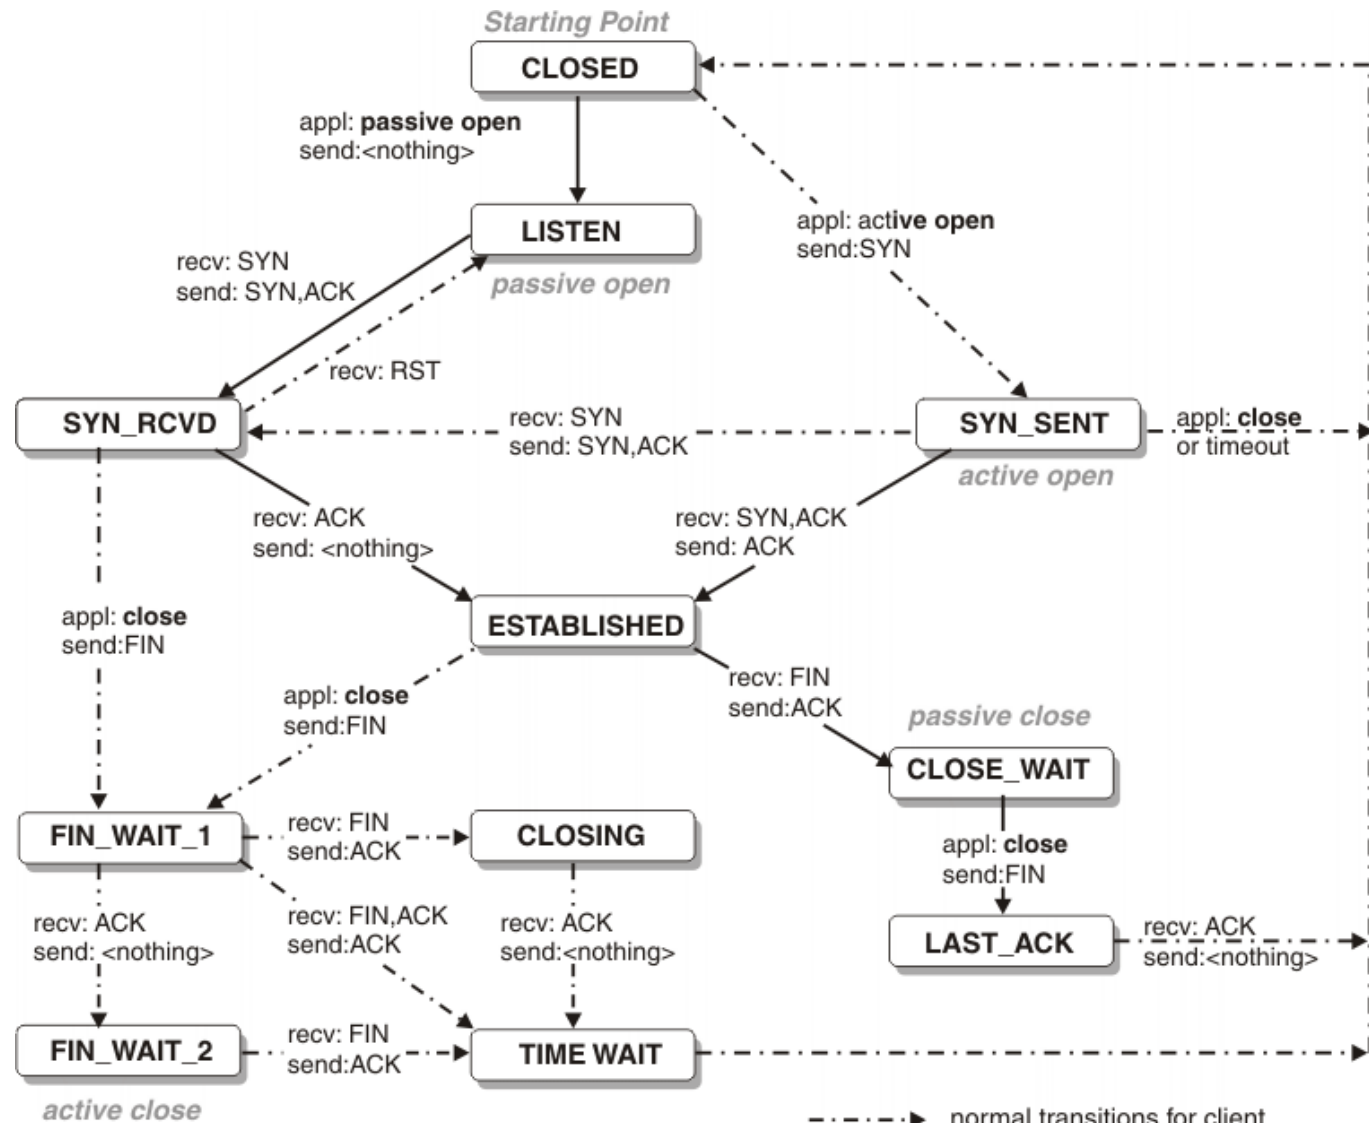 Starting Point
CLOSED
appl: passive open
send:<nothing>
LISTEN
passive open
appl: active open
send:SYN
recv: SYN
send: SYN,ACK
recv: RST
SYN_RCVD
recv: SYN
send: SYN,ACK
SYN_SENT
active open
appl: close
or timeout
recv: ACK
send: <nothing>
recv: SYN,ACK
send: ACK
appl: close
send:FIN
ESTABLISHED
appl: close
send:FIN
recv: FIN
send:ACK
passive close
CLOSE_WAIT
appl: close
send:FIN
LAST_ACK
recv: ACK
send:<nothing>
FIN_WAIT_1
recv: FIN
send:ACK
CLOSING
recv: ACK
send: <nothing>
recv: FIN,ACK
send:ACK
recv: ACK
send:<nothing>
FIN_WAIT_2
active close
recv: FIN
send:ACK
TIME WAIT
normal transitions for client